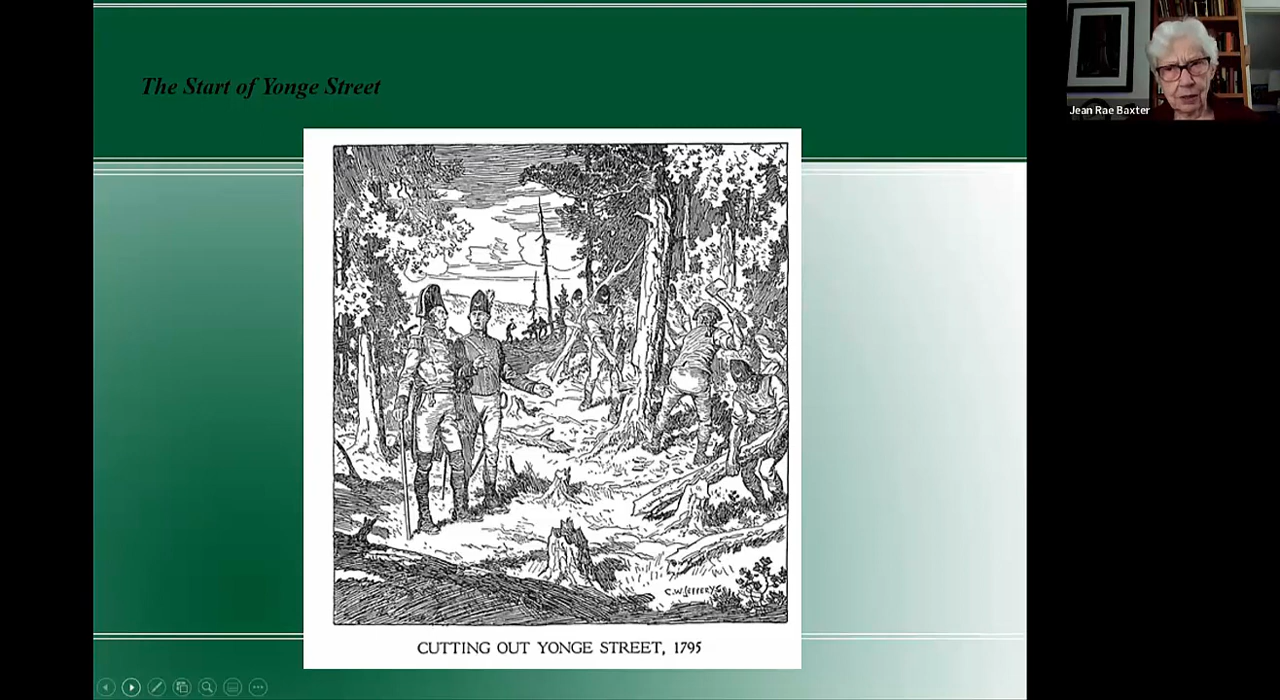 The Start of Yonge Street
Jean Rae Baxter
C.W. JEFFERYS
CUTTING OUT YONGE STREET, 1795